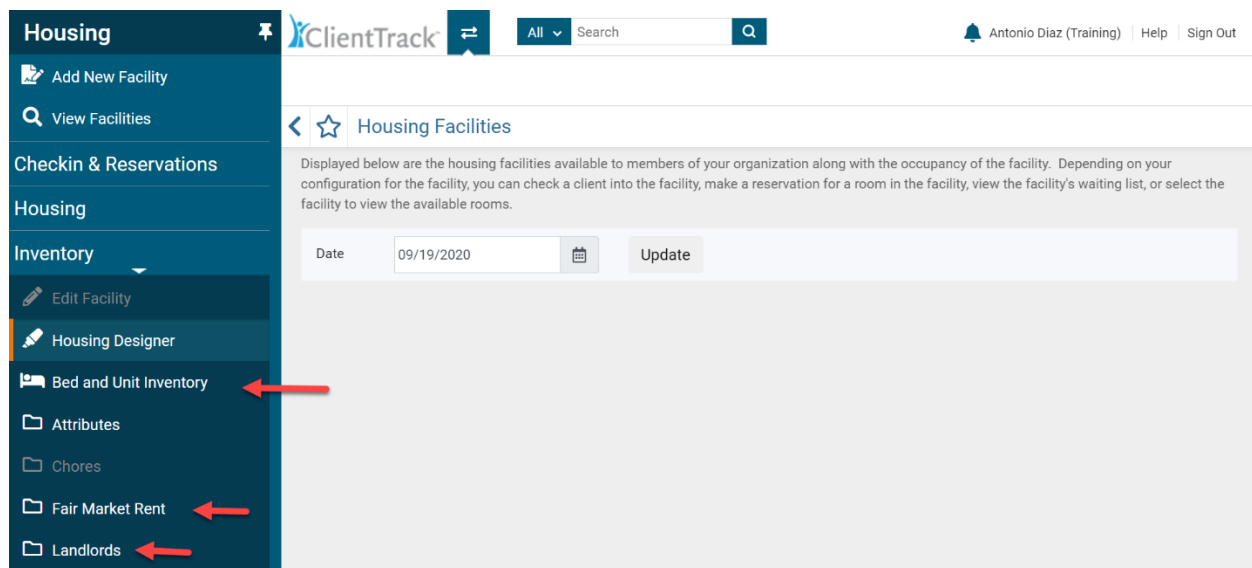 Housing
Add New Facility
View Facilities
Checkin & Reservations
Housing
Inventory
Edit Facility
Housing Designer
Bed and Unit Inventory
Attributes
Chores
Fair Market Rent
Landlords
ClientTrack
All
Search
Antonio Diaz (Training) Help Sign Out
Housing Facilities
Displayed below are the housing facilities available to members of your organization along with the occupancy of the facility. Depending on your
configuration for the facility, you can check a client into the facility, make a reservation for a room in the facility, view the facility's waiting list, or select the
facility to view the available rooms.
Date 09/19/2020 Update